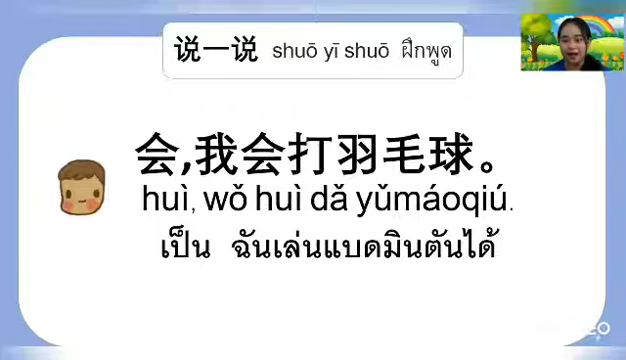 说一说 shuō yī shuō ฝึกพูด
会,我会打羽毛球。
huì, wǒ huì dǎ yǔmáoqiú.
เป็น ฉันเล่นแบดมินตันได้